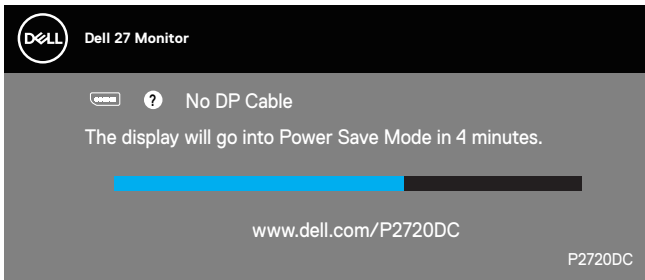 DELL
Dell 27 Monitor
? No DP Cable
The display will go into Power Save Mode in 4 minutes.
www.dell.com/P2720DC
P2720DC